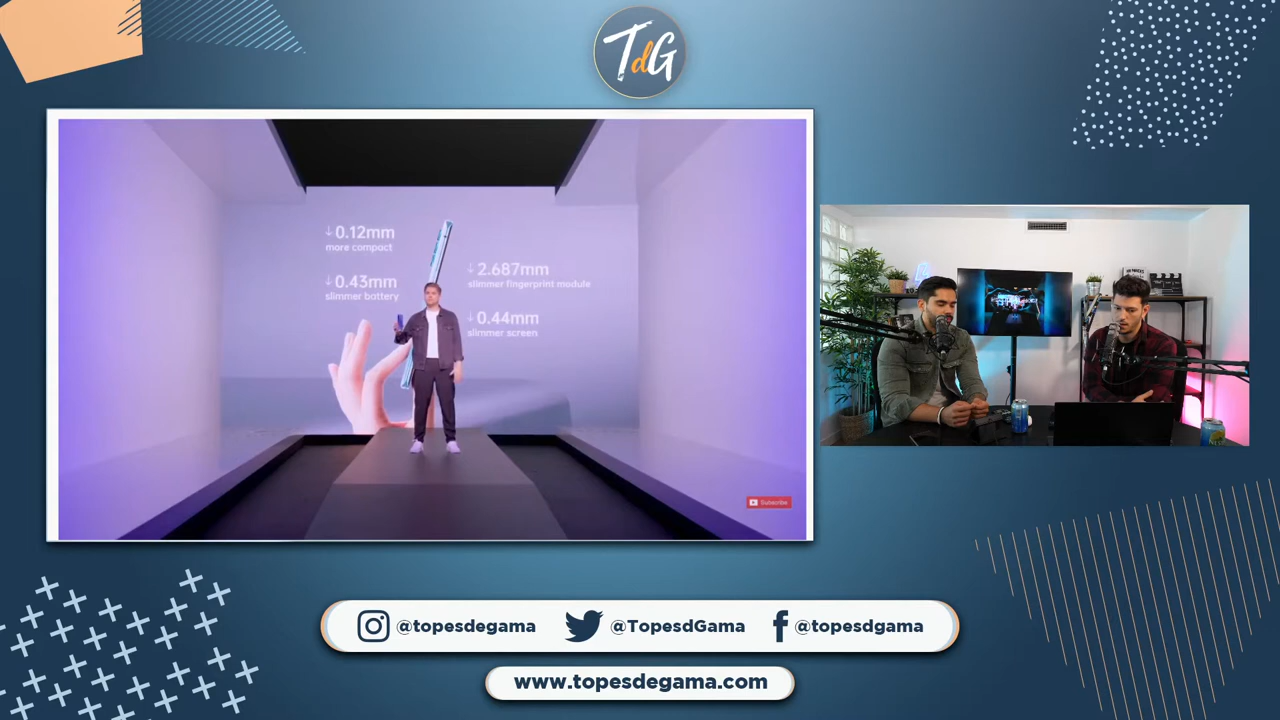 TdG
↓0.12mm
more compact
↓0.43mm
slimmer battery
↓2.687mm
slimmer fingerprint module
↓0.44mm
slimmer screen
Subscribe
@topesdegama
@TopesdGama
@topesdgama
www.topesdegama.com